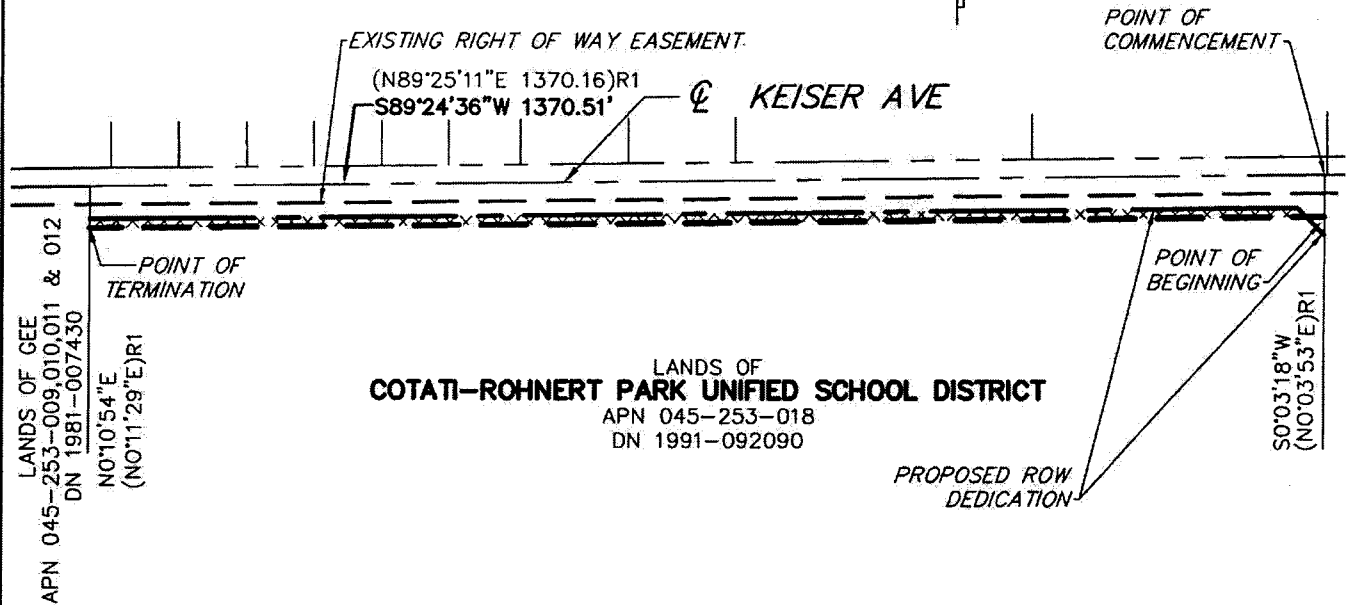 POINT OF
COMMENCEMENT
EXISTING RIGHT OF WAY EASEMENT
(N89°25'11"E 1370.16)R1
S89°24'36"W 1370.51'
℄ KEISER AVE
POINT OF
TERMINATION
POINT OF
BEGINNING
LANDS OF GEE
APN 045-253-009,010,011 & 012
DN 1981-007430
N0°10'54"E
(N0°11'29"E)R1
LANDS OF
COTATI-ROHNERT PARK UNIFIED SCHOOL DISTRICT
APN 045-253-018
DN 1991-092090
S0°03'18"W
(N0°03'53"E)R1
PROPOSED ROW
DEDICATION